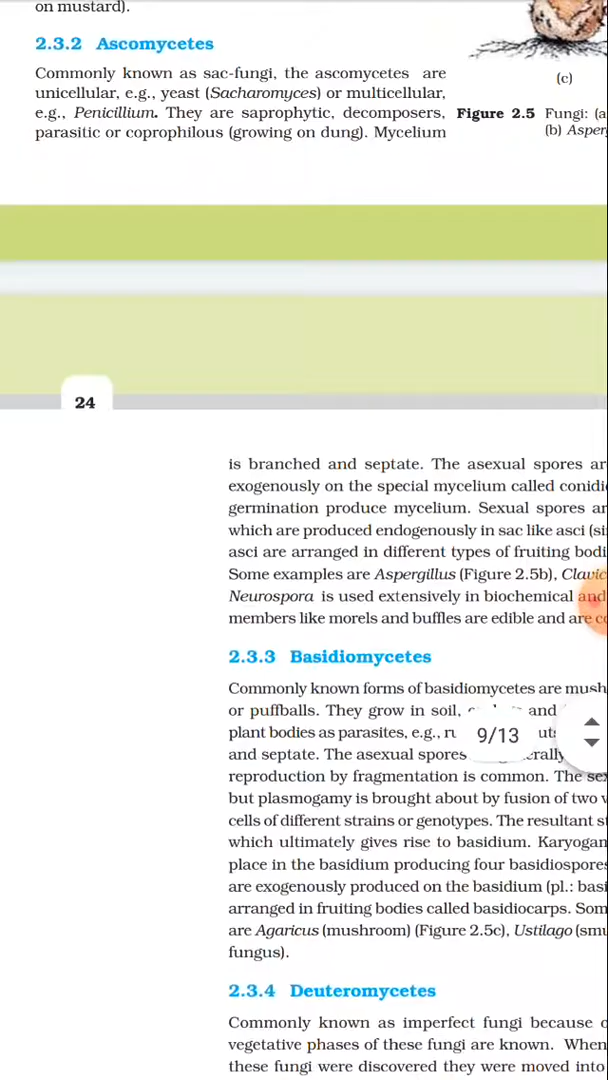 on mustard).
2.3.2 Ascomycetes
Commonly known as sac-fungi, the ascomycetes are
unicellular, e.g., yeast (Sacharomyces) or multicellular,
e.g., Penicillium. They are saprophytic, decomposers,
parasitic or coprophilous (growing on dung). Mycelium
(c)
Figure 2.5 Fungi: (a
(b) Asper
24
is branched and septate. The asexual spores ar
exogenously on the special mycelium called conidi
germination produce mycelium. Sexual spores ar
which are produced endogenously in sac like asci (si
asci are arranged in different types of fruiting bodi
Some examples are Aspergillus (Figure 2.5b), Clavic
Neurospora is used extensively in biochemical and
members like morels and buffles are edible and are c
2.3.3 Basidiomycetes
Commonly known forms of basidiomycetes are mush
or puffballs. They grow in soil, and
plant bodies as parasites, e.g., ru
9/13
and septate. The asexual spores
reproduction by fragmentation is common. The sex
but plasmogamy is brought about by fusion of two v
cells of different strains or genotypes. The resultant st
which ultimately gives rise to basidium. Karyogan
place in the basidium producing four basidiospores
are exogenously produced on the basidium (pl.: basi
arranged in fruiting bodies called basidiocarps. Som
are Agaricus (mushroom) (Figure 2.5c), Ustilago (smu
fungus).
2.3.4 Deuteromycetes
Commonly known as imperfect fungi because o
vegetative phases of these fungi are known. When
these fungi were discovered they were moved into